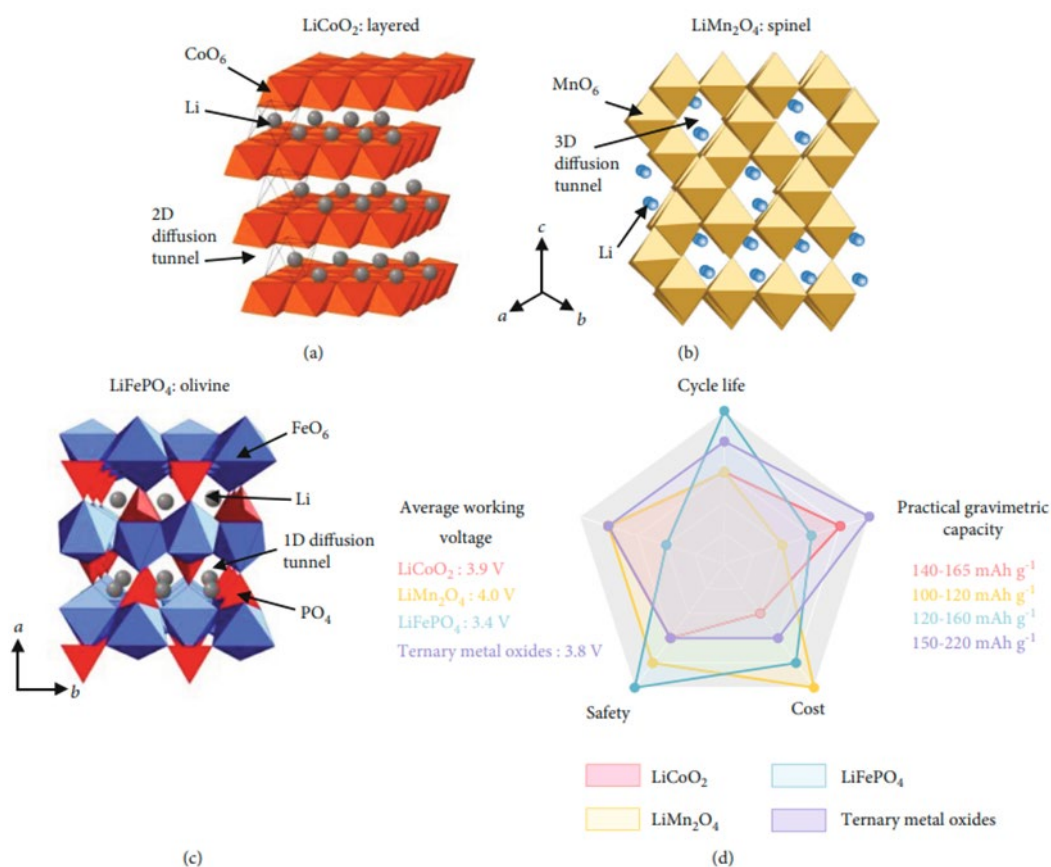 LiCoO₂: layered
CoO₆
Li
2D
diffusion
tunnel
(a)
LiMn₂O₄: spinel
MnO₆
3D
diffusion
tunnel
Li
c
a
b
(b)
LiFePO₄: olivine
FeO₆
Li
1D diffusion
tunnel
PO₄
a
b
(c)
Cycle life
Average working
voltage
LiCoO₂ : 3.9 V
LiMn₂O₄ : 4.0 V
LiFePO₄ : 3.4 V
Ternary metal oxides : 3.8 V
Practical gravimetric
capacity
140-165 mAh g⁻¹
100-120 mAh g⁻¹
120-160 mAh g⁻¹
150-220 mAh g⁻¹
Safety
Cost
LiCoO₂
LiFePO₄
LiMn₂O₄
Ternary metal oxides
(d)